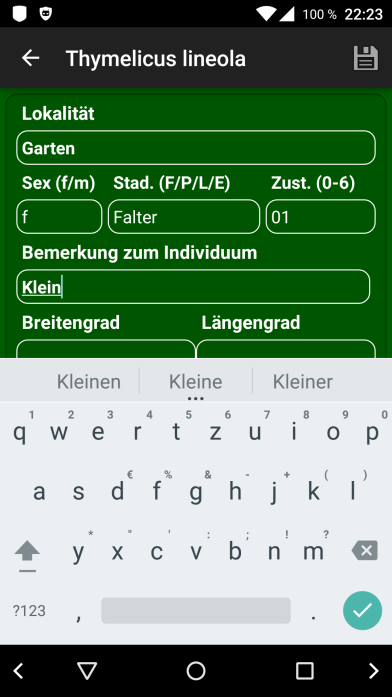 100 % 22:23
Thymelicus lineola
Lokalität
Garten
Sex (f/m) Stad. (F/P/L/E) Zust. (0-6)
f Falter 01
Bemerkung zum Individuum
Klein
Breitengrad Längengrad
Kleinen Kleine Kleiner
1 2 3 4 5 6 7 8 9 0
q w e r t z u i o p
€ % & - + ( )
a s d f g h j k l
* " ' : ; ! ?
y x c v b n m
?123 , .